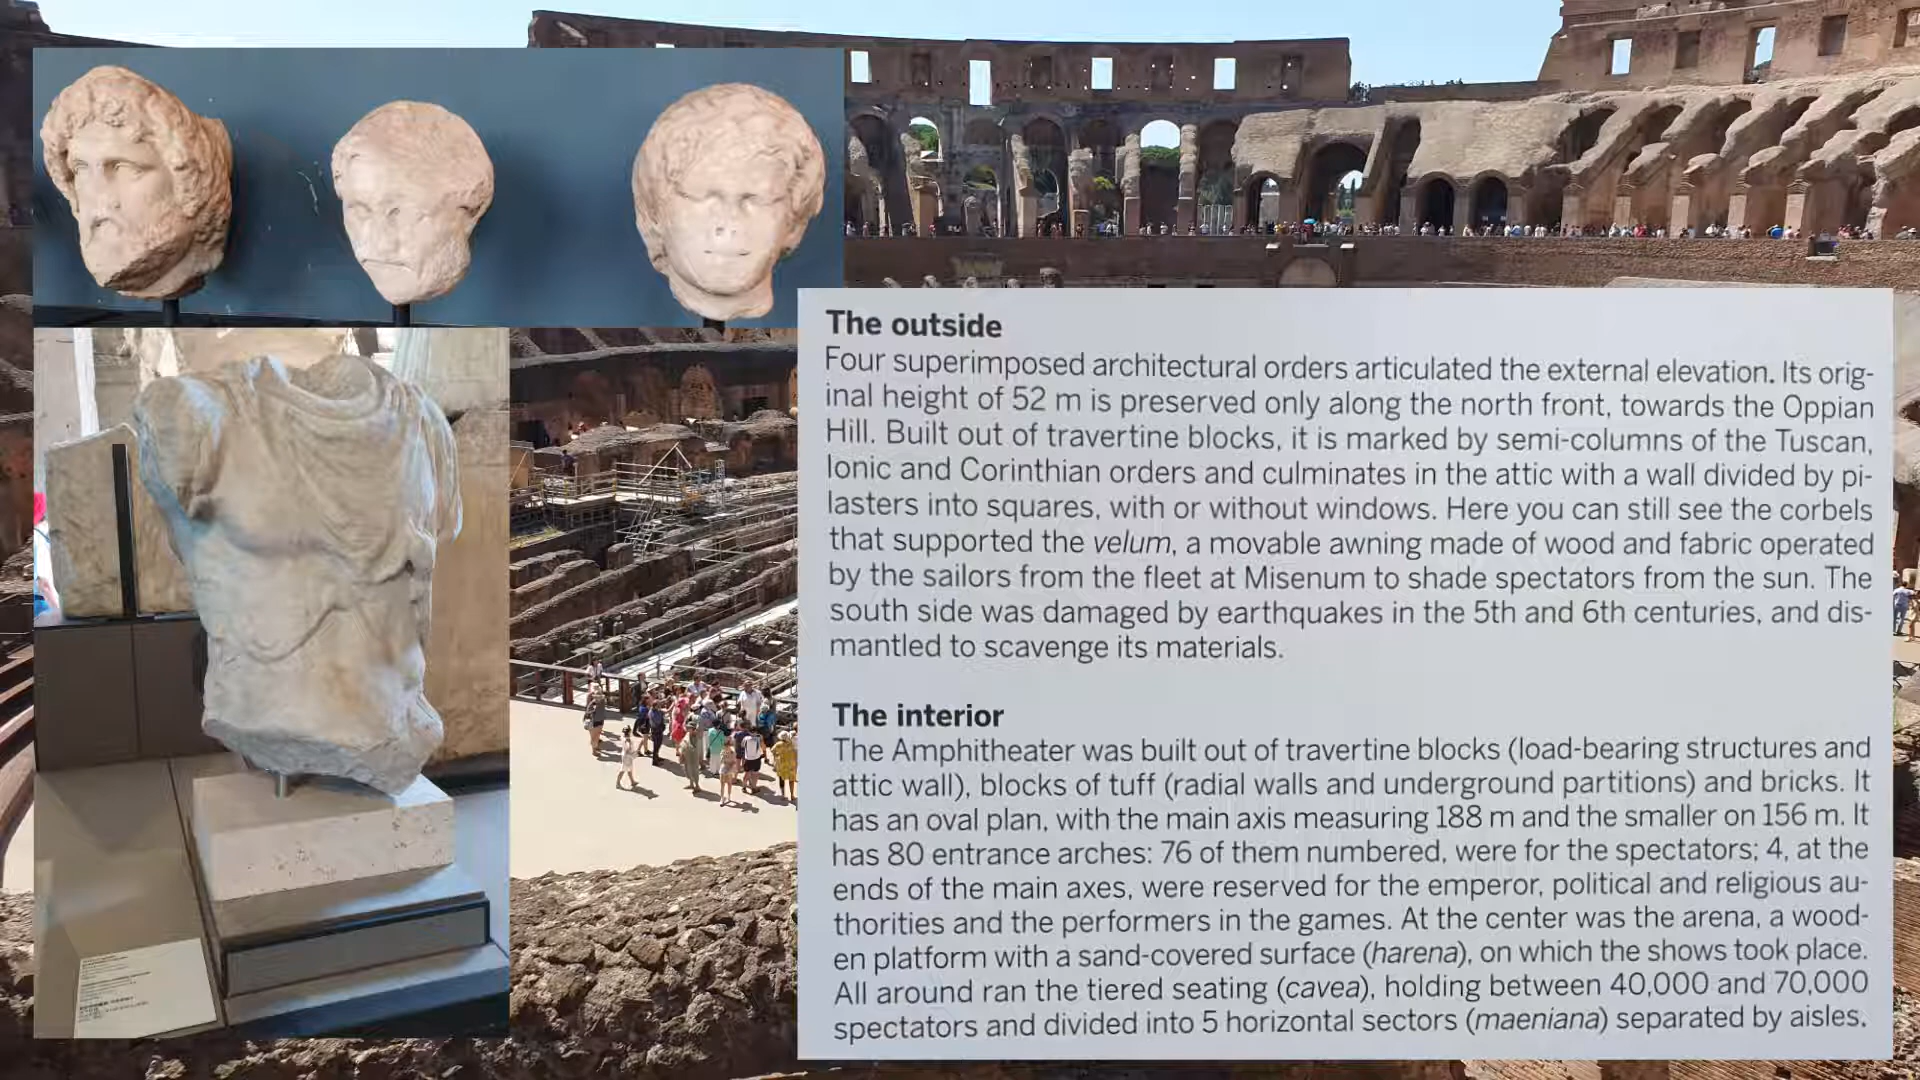 The outside
Four superimposed architectural orders articulated the external elevation. Its orig-
inal height of 52 m is preserved only along the north front, towards the Oppian
Hill. Built out of travertine blocks, it is marked by semi-columns of the Tuscan,
Ionic and Corinthian orders and culminates in the attic with a wall divided by pi-
lasters into squares, with or without windows. Here you can still see the corbels
that supported the velum, a movable awning made of wood and fabric operated
by the sailors from the fleet at Misenum to shade spectators from the sun. The
south side was damaged by earthquakes in the 5th and 6th centuries, and dis-
mantled to scavenge its materials.
The interior
The Amphitheater was built out of travertine blocks (load-bearing structures and
attic wall), blocks of tuff (radial walls and underground partitions) and bricks. It
has an oval plan, with the main axis measuring 188 m and the smaller on 156 m. It
has 80 entrance arches: 76 of them numbered, were for the spectators; 4, at the
ends of the main axes, were reserved for the emperor, political and religious au-
thorities and the performers in the games. At the center was the arena, a wood-
en platform with a sand-covered surface (harena), on which the shows took place.
All around ran the tiered seating (cavea), holding between 40,000 and 70,000
spectators and divided into 5 horizontal sectors (maeniana) separated by aisles.